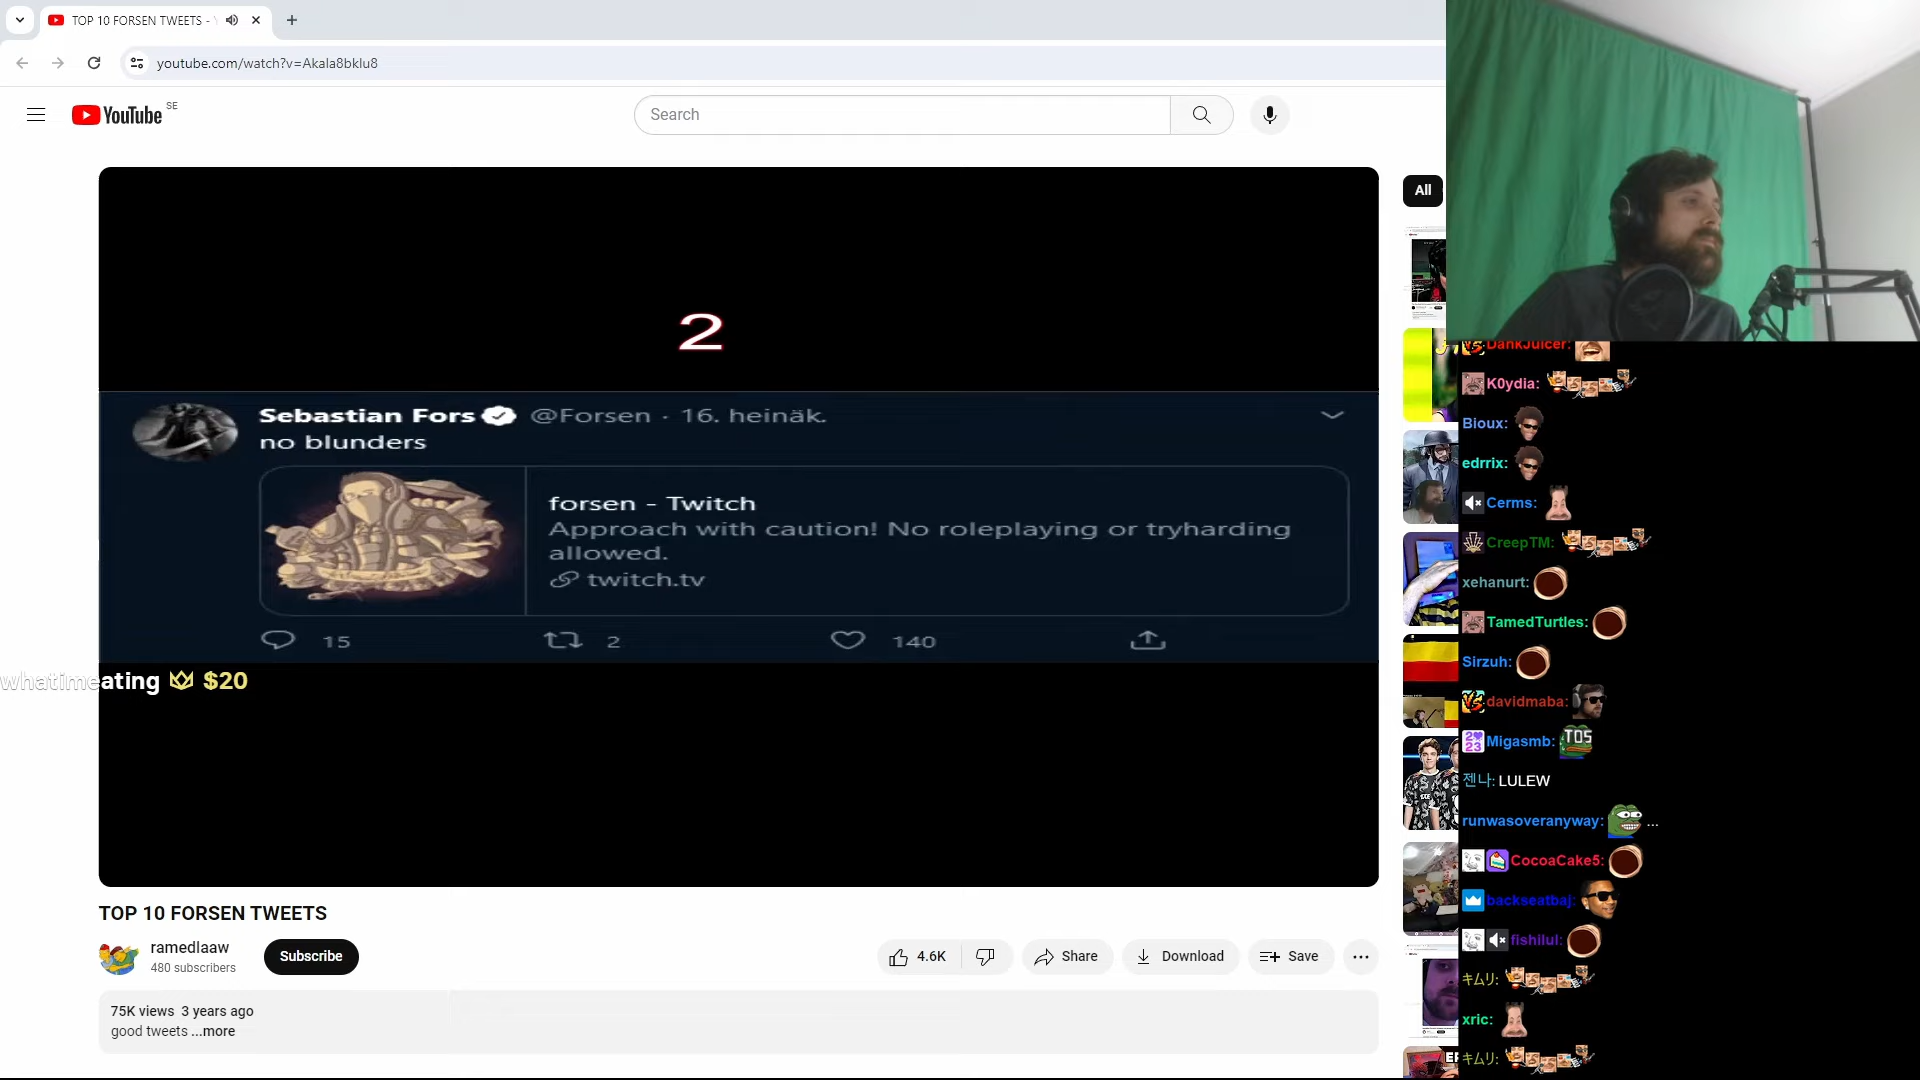 TOP 10 FORSEN TWEETS -
youtube.com/watch?v=Akala8bklu8
YouTube SE
Search
All
2
Sebastian Fors @Forsen · 16. heinäk.
no blunders
forsen - Twitch
Approach with caution! No roleplaying or tryharding
allowed.
twitch.tv
15 2 140
whatimeating $20
TOP 10 FORSEN TWEETS
ramedlaaw
480 subscribers
Subscribe
4.6K
Share
Download
Save
75K views 3 years ago
good tweets ...more
DankJuicer:
K0ydia:
Bioux:
edrrix:
Cerms:
CreepTM:
xehanurt:
TamedTurtles:
Sirzuh:
davidmaba:
Migasmb: TOS
젠나: LULEW
runwasoveranyway: ...
CocoaCake5:
backseatbaj:
fishilul:
キムリ:
xric:
キムリ: